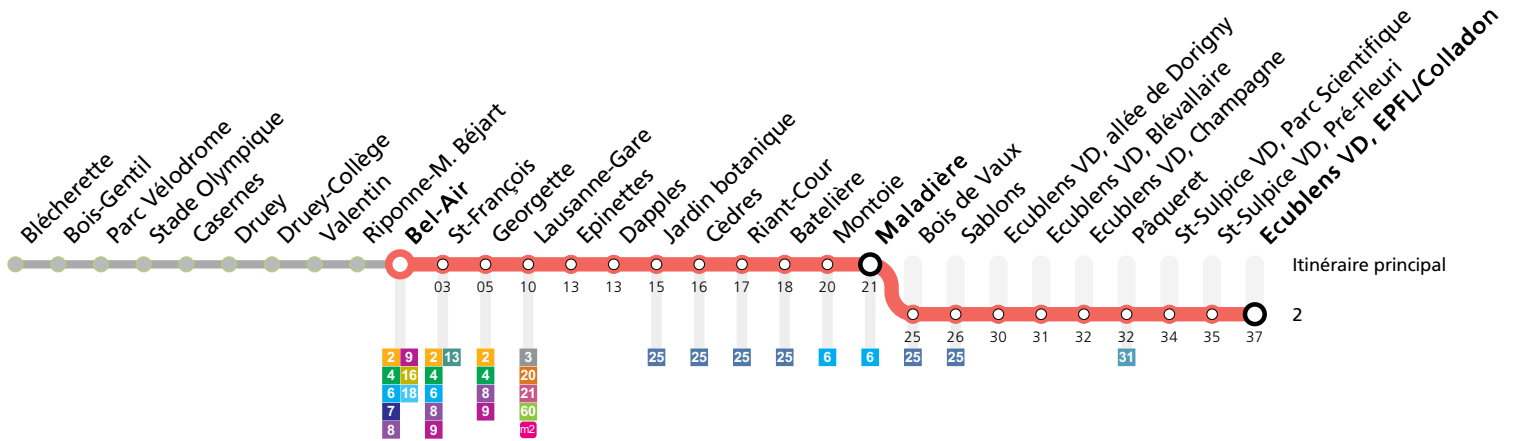 Blécherette
Bois-Gentil
Parc Vélodrome
Stade Olympique
Casernes
Druey
Druey-Collège
Valentin
Riponne-M. Béjart
Bel-Air
St-François
Georgette
Lausanne-Gare
Epinettes
Dapples
Jardin botanique
Cèdres
Riant-Cour
Batelière
Montoie
Maladière
Bois de Vaux
Sablons
Ecublens VD, allée de Dorigny
Ecublens VD, Blévallaire
Ecublens VD, Champagne
Pâqueret
St-Sulpice VD, Parc Scientifique
St-Sulpice VD, Pré-Fleuri
Ecublens VD, EPFL/Colladon
Itinéraire principal
03 05 10 13 13 15 16 17 18 20 21
2
25 26 30 31 32 32 34 35 37
2 9 2 13 2 3 25 25 25 25 6 6 25 25 31
4 16 4 4 20
6 18 6 8 21
7 8 9 60
8 9 m2